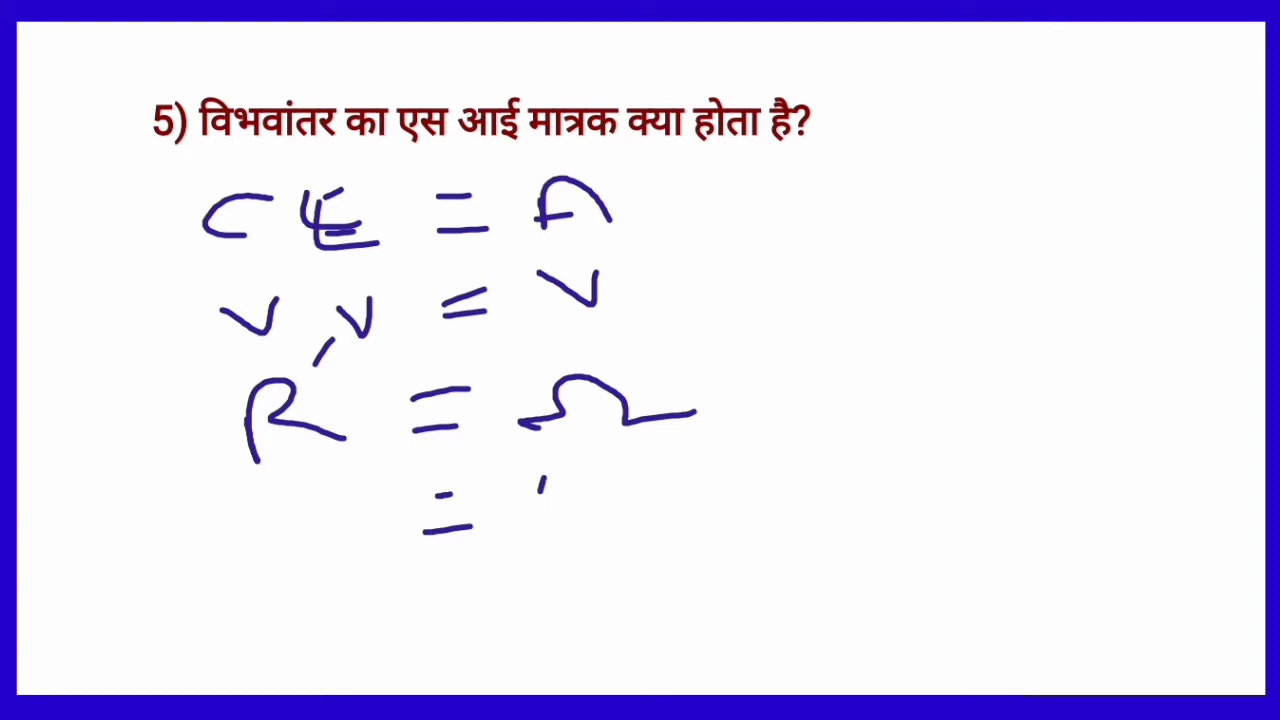 5) विभवांतर का एस आई मात्रक क्या होता है?
C E = A
V, V = V
R = Ω
=